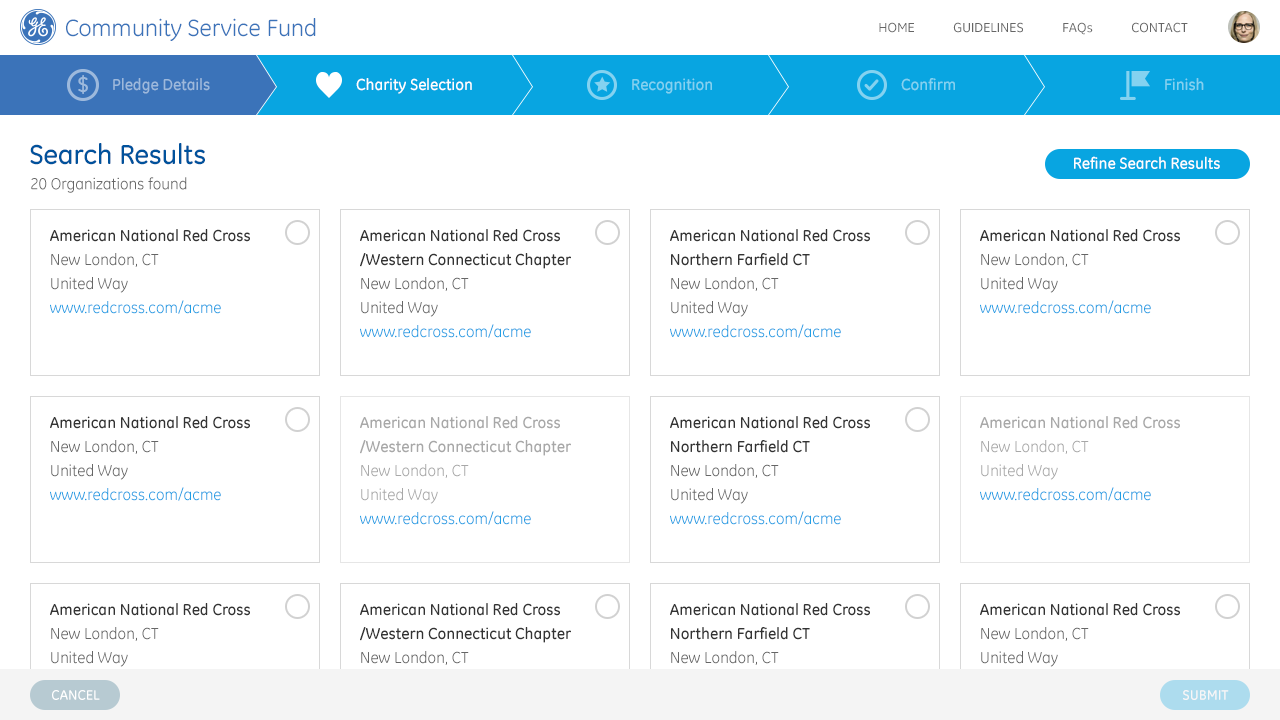 Community Service Fund
HOME GUIDELINES FAQs CONTACT
Pledge Details Charity Selection Recognition Confirm Finish
Search Results
20 Organizations found
Refine Search Results
American National Red Cross
New London, CT
United Way
www.redcross.com/acme
American National Red Cross
/Western Connecticut Chapter
New London, CT
United Way
www.redcross.com/acme
American National Red Cross
Northern Farfield CT
New London, CT
United Way
www.redcross.com/acme
American National Red Cross
New London, CT
United Way
www.redcross.com/acme
American National Red Cross
New London, CT
United Way
www.redcross.com/acme
American National Red Cross
/Western Connecticut Chapter
New London, CT
United Way
www.redcross.com/acme
American National Red Cross
Northern Farfield CT
New London, CT
United Way
www.redcross.com/acme
American National Red Cross
New London, CT
United Way
www.redcross.com/acme
American National Red Cross
New London, CT
United Way
American National Red Cross
/Western Connecticut Chapter
New London, CT
American National Red Cross
Northern Farfield CT
New London, CT
American National Red Cross
New London, CT
United Way
CANCEL
SUBMIT